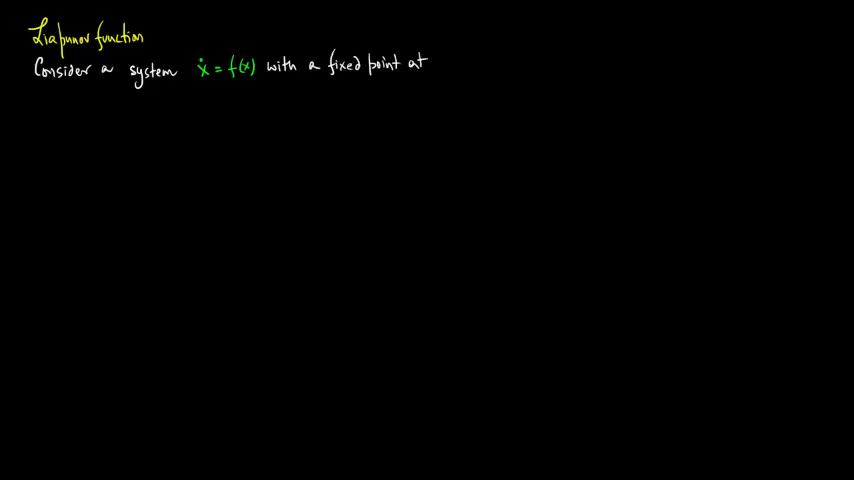 Liapunov function
Consider a system ẋ = f(x) with a fixed point at